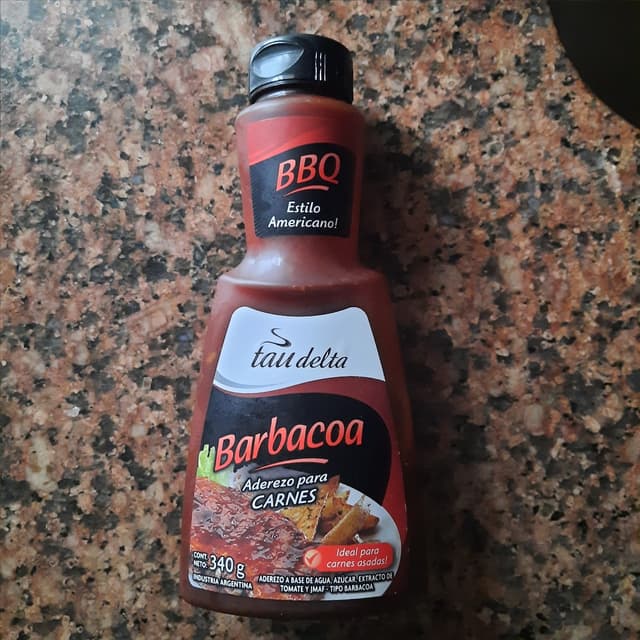 BBQ
Estilo
Americano!
tau delta
Barbacoa
Aderezo para
CARNES
Ideal para
carnes asadas!
CONT.
NETO: 340 g
INDUSTRIA ARGENTINA
ADEREZO A BASE DE AGUA, AZÚCAR, EXTRACTO DE
TOMATE Y JMAF - TIPO BARBACOA